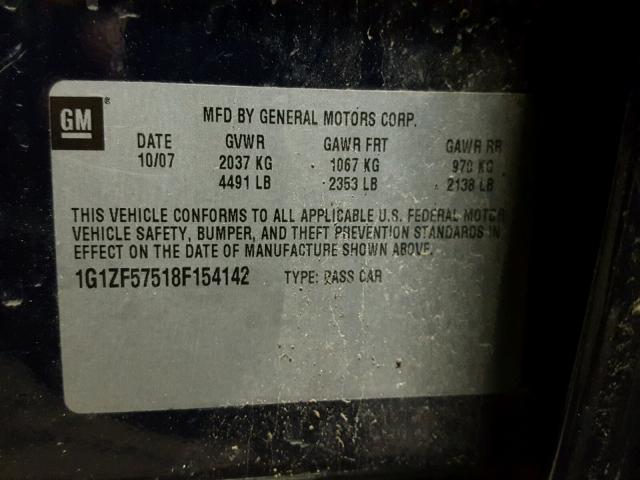 GM ®
MFD BY GENERAL MOTORS CORP.
DATE GVWR GAWR FRT GAWR RR
10/07 2037 KG 1067 KG 970 KG
4491 LB 2353 LB 2138 LB
THIS VEHICLE CONFORMS TO ALL APPLICABLE U.S. FEDERAL MOTOR
VEHICLE SAFETY, BUMPER, AND THEFT PREVENTION STANDARDS IN
EFFECT ON THE DATE OF MANUFACTURE SHOWN ABOVE.
1G1ZF57518F154142 TYPE: PASS CAR